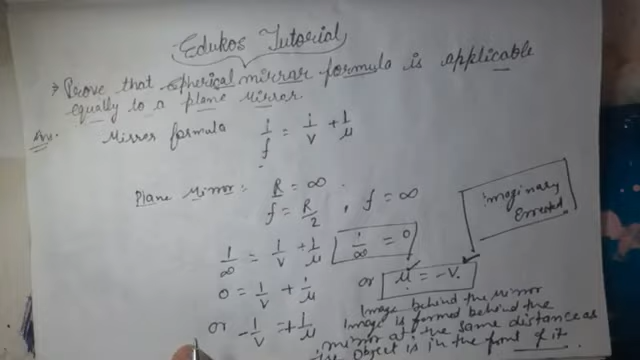 Edukos Tutorial
→ Prove that spherical mirror formula is applicable
equally to a plane mirror.
Ans. Mirror formula 1/f = 1/v + 1/u
Plane Mirror: R = ∞
f = R/2, f = ∞
1/∞ = 1/v + 1/u 1/∞ = 0
0 = 1/v + 1/u
or -1/v = +1/u
or u = -v.
Imaginary
Errected
Image behind the mirror
Image is formed behind the
mirror at the same distance as
the object is in the font of it.